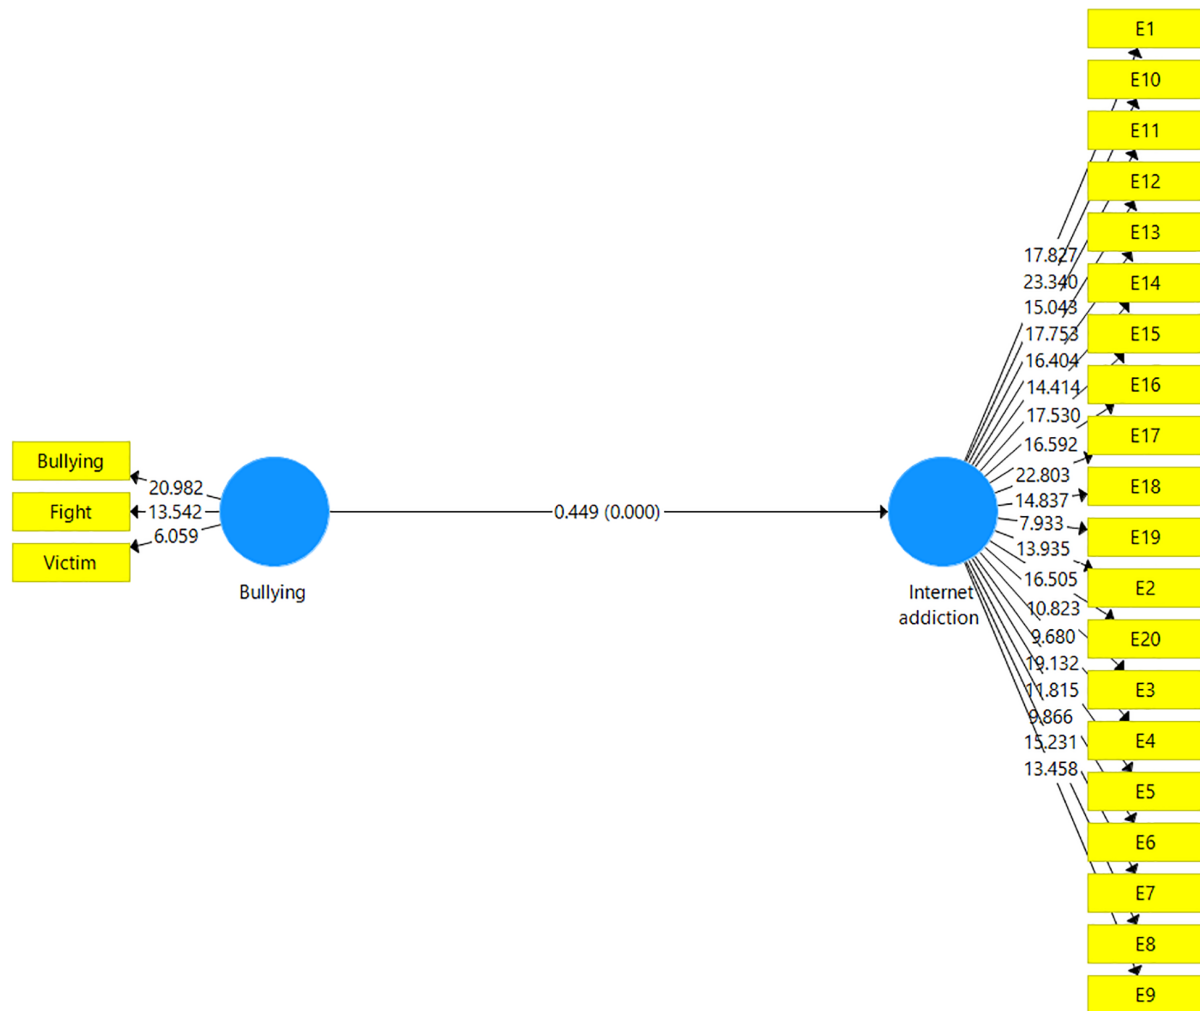 Bullying
Fight
Victim
20.982
13.542
6.059
Bullying
0.449 (0.000)
Internet
addiction
17.827
23.340
15.043
17.753
16.404
14.414
17.530
16.592
22.803
14.837
7.933
13.935
16.505
10.823
9.680
19.132
11.815
9.866
15.231
13.458
E1
E10
E11
E12
E13
E14
E15
E16
E17
E18
E19
E2
E20
E3
E4
E5
E6
E7
E8
E9